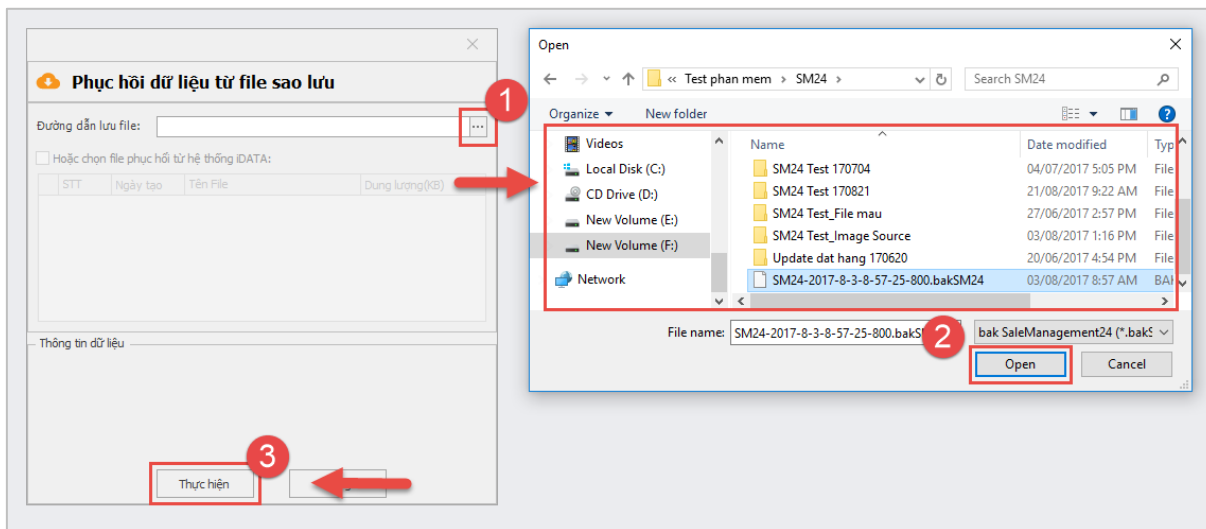 Phục hồi dữ liệu từ file sao lưu
1
Đường dẫn lưu file:
...
Hoặc chọn file phục hồi từ hệ thống iDATA:
STT Ngày tạo Tên File Dung lượng(KB)
Thông tin dữ liệu
3
Thực hiện
Open
« Test phan mem > SM24 >
Search SM24
Organize New folder
?
Videos
Local Disk (C:)
CD Drive (D:)
New Volume (E:)
New Volume (F:)
Network
Name Date modified Typ
SM24 Test 170704 04/07/2017 5:05 PM File
SM24 Test 170821 21/08/2017 9:22 AM File
SM24 Test_File mau 27/06/2017 2:57 PM File
SM24 Test_Image Source 03/08/2017 1:16 PM File
Update dat hang 170620 20/06/2017 4:54 PM File
SM24-2017-8-3-8-57-25-800.bakSM24 03/08/2017 8:57 AM BAK
File name: SM24-2017-8-3-8-57-25-800.bakS
2
bak SaleManagement24 (*.bakS
Open Cancel